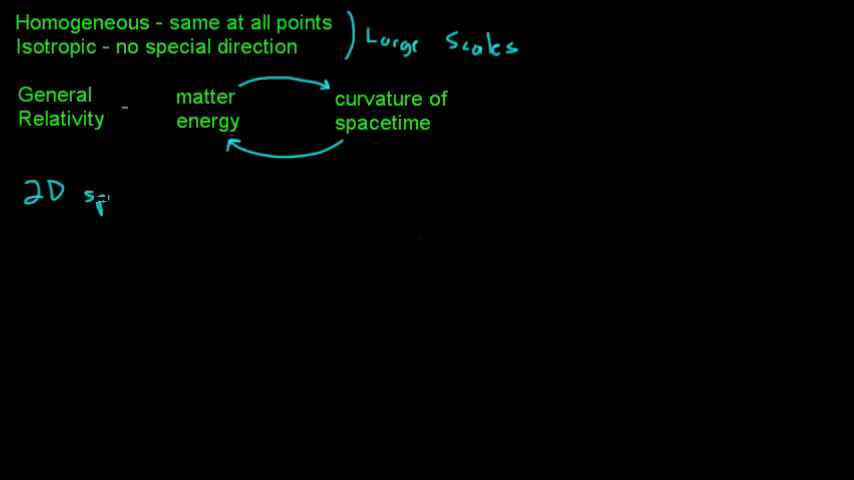 Homogeneous - same at all points
Isotropic - no special direction
Large Scales
General Relativity - matter energy
curvature of spacetime
2D sp